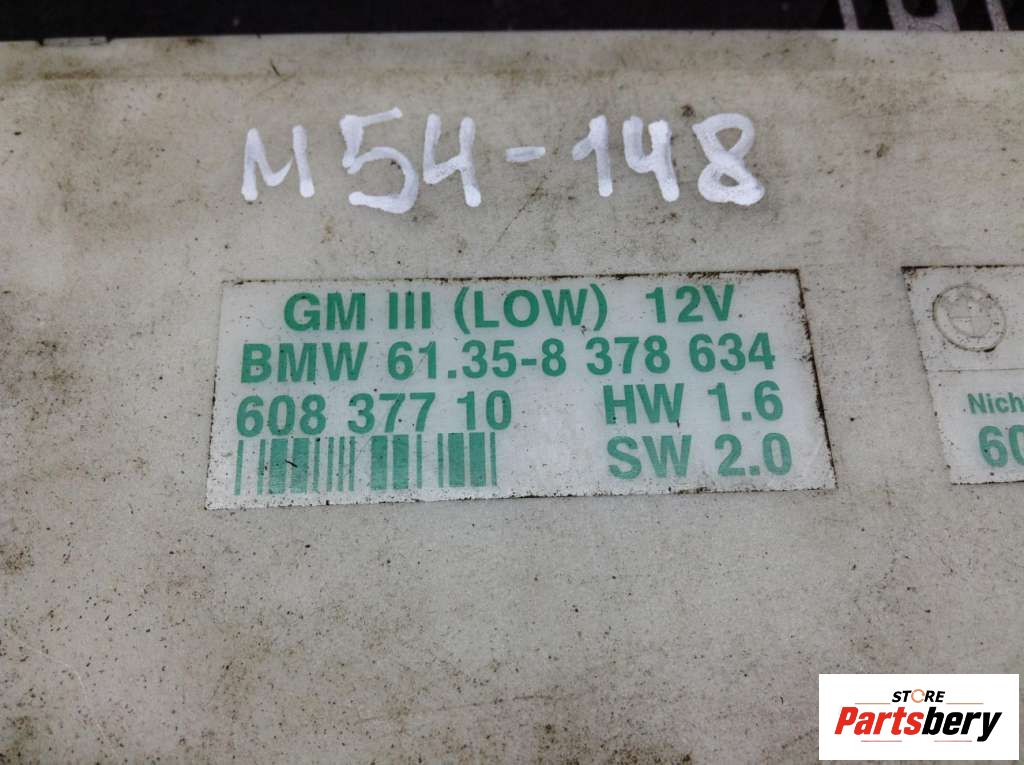 M54-148
GM III (LOW) 12V
BMW 61.35-8 378 634
608 377 10 HW 1.6
SW 2.0
Nich
60
STORE
Partsbery